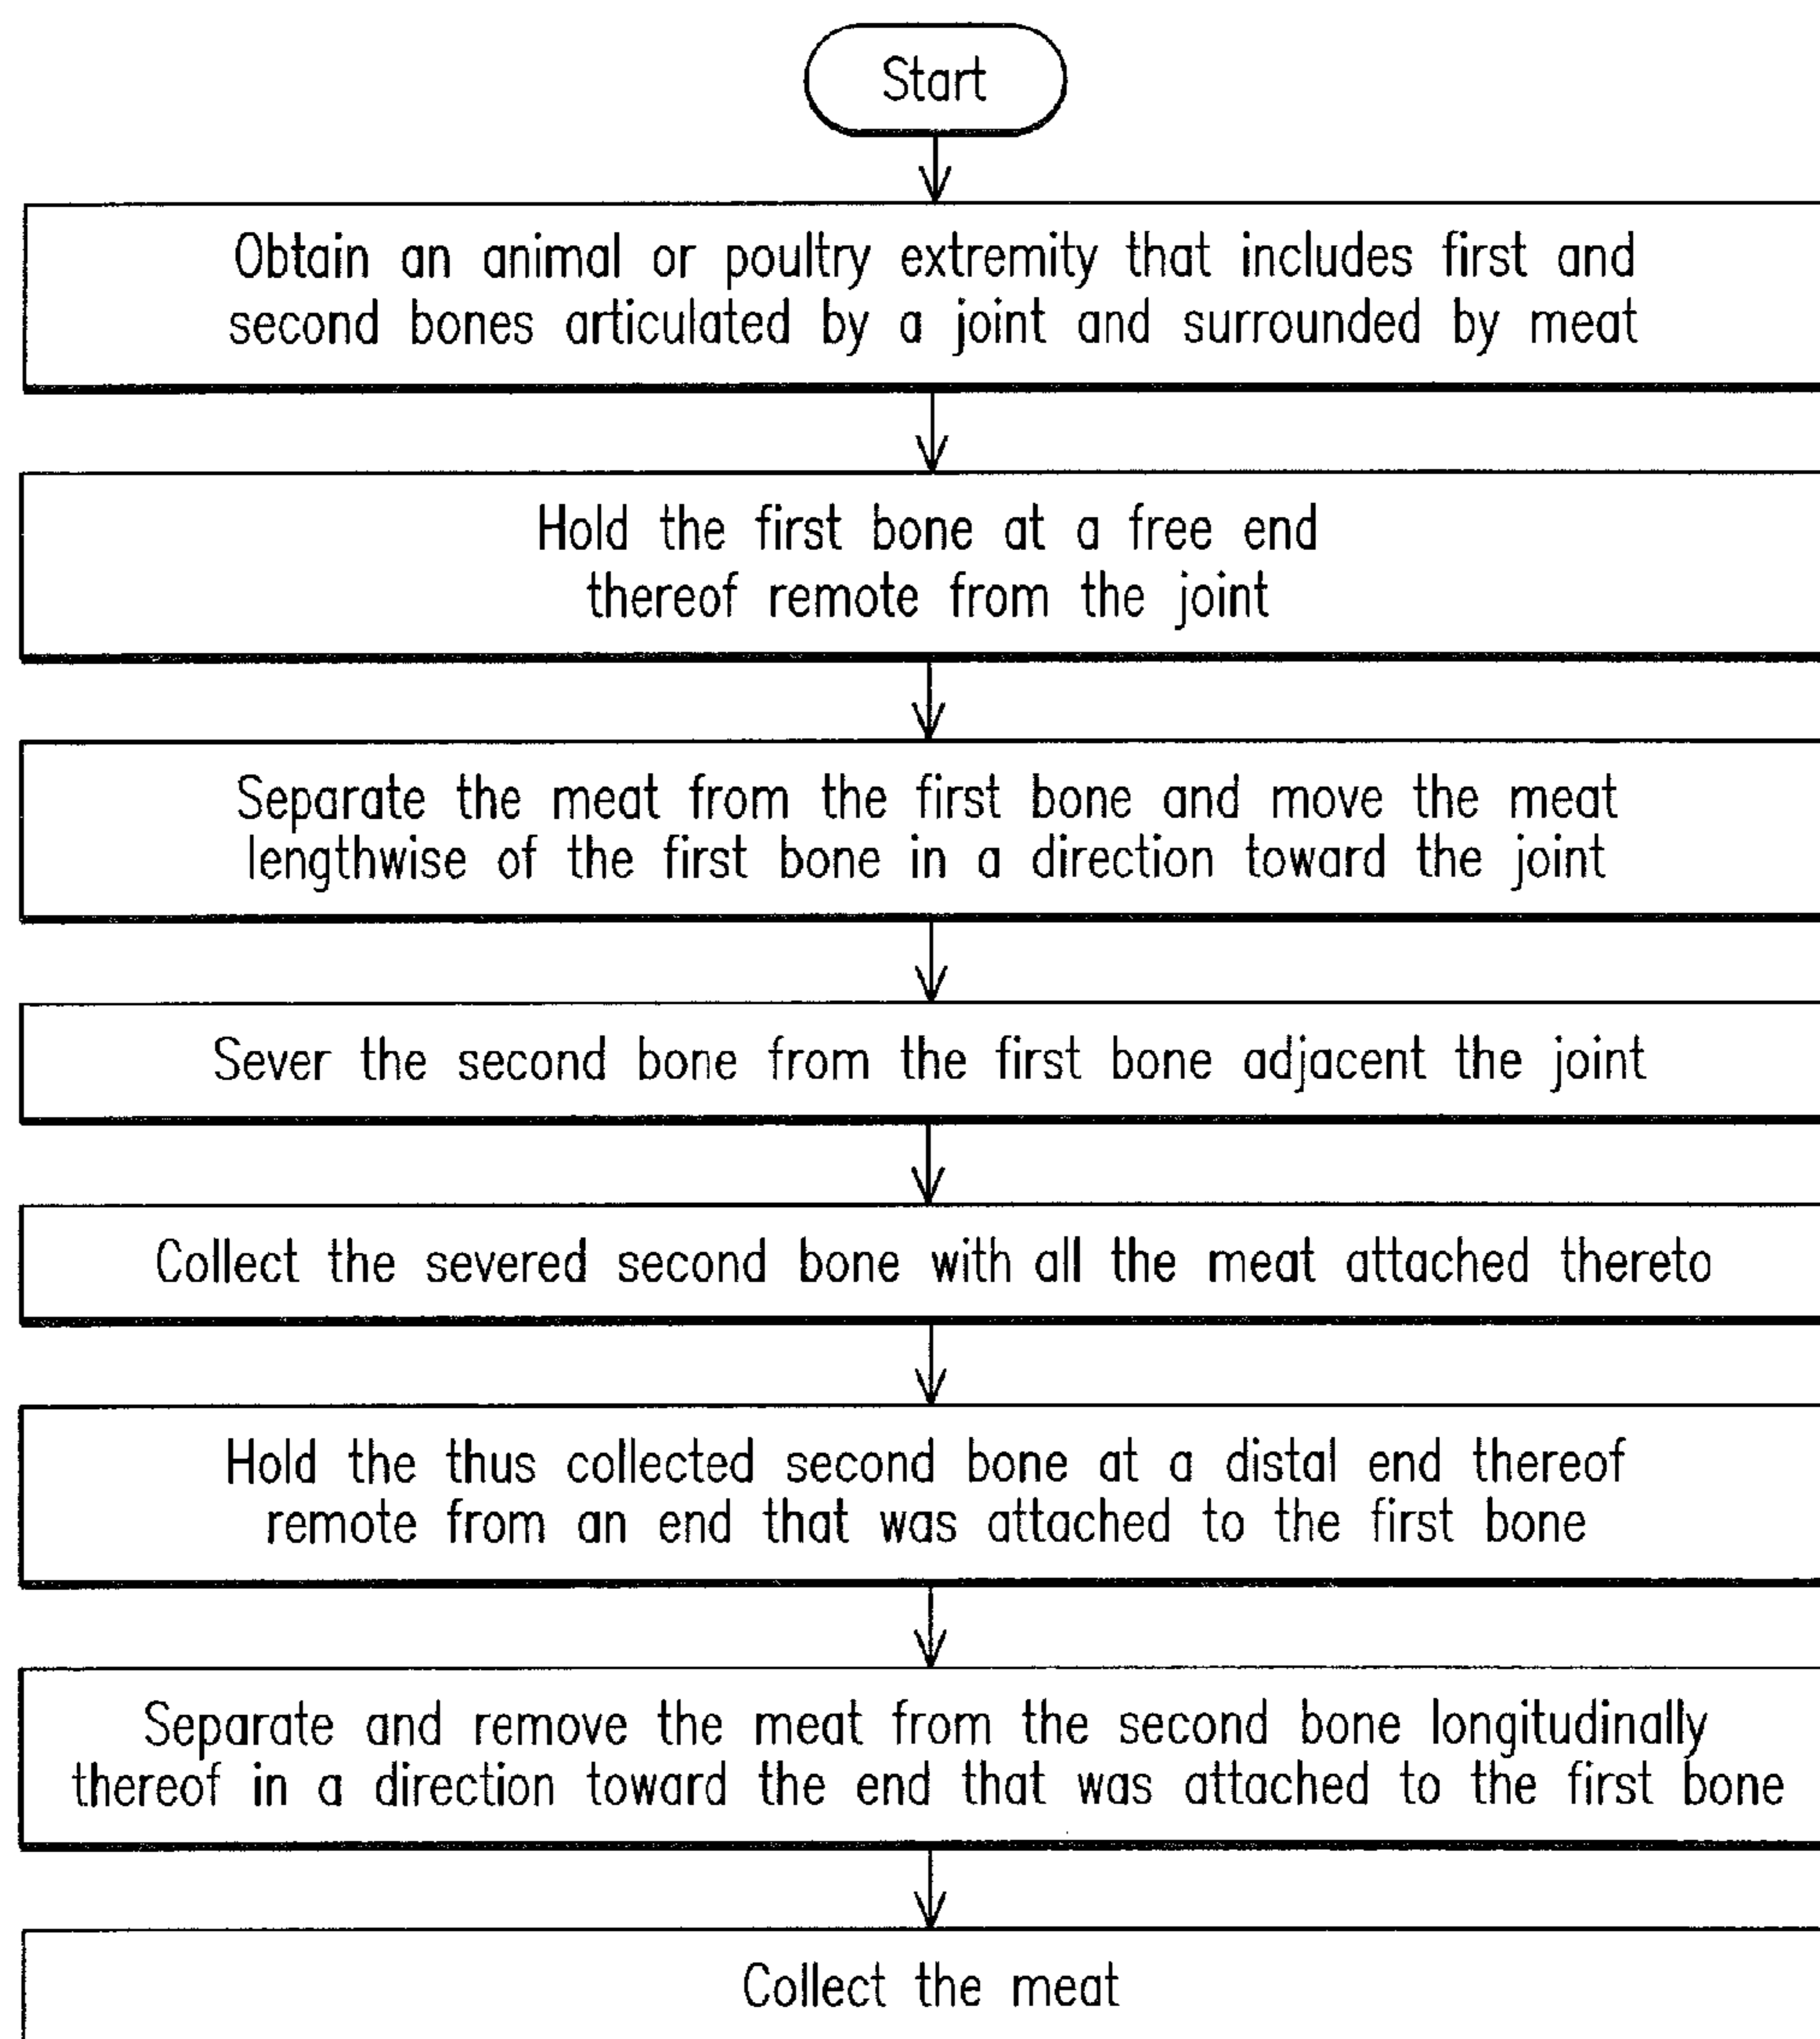 Start
Obtain an animal or poultry extremity that includes first and
second bones articulated by a joint and surrounded by meat
Hold the first bone at a free end
thereof remote from the joint
Separate the meat from the first bone and move the meat
lengthwise of the first bone in a direction toward the joint
Sever the second bone from the first bone adjacent the joint
Collect the severed second bone with all the meat attached thereto
Hold the thus collected second bone at a distal end thereof
remote from an end that was attached to the first bone
Separate and remove the meat from the second bone longitudinally
thereof in a direction toward the end that was attached to the first bone
Collect the meat